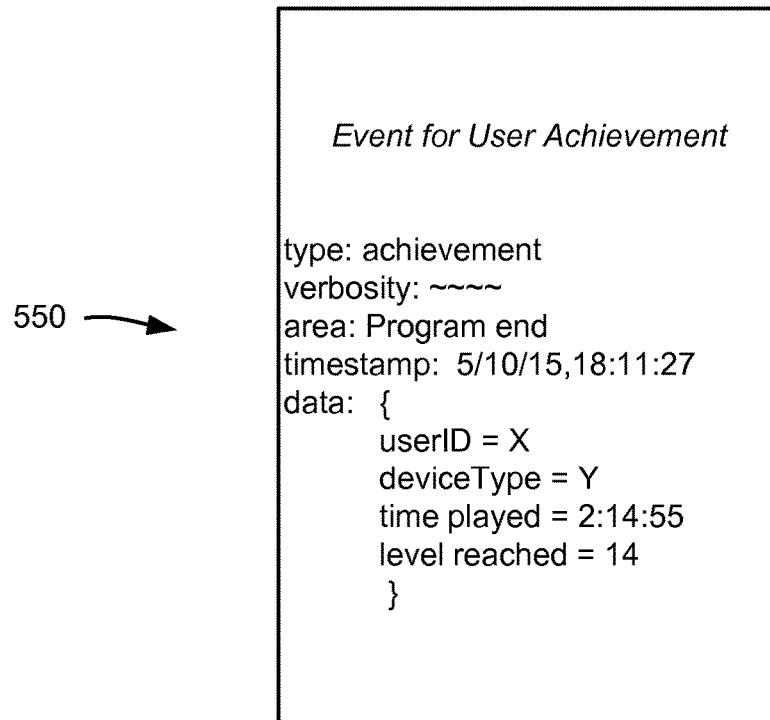 Event for User Achievement
type: achievement
verbosity: ~~~~
550
area: Program end
timestamp: 5/10/15,18:11:27
data: {
userID = X
deviceType = Y
time played = 2:14:55
level reached = 14
}